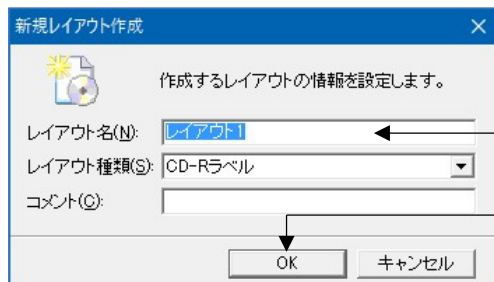 新規レイアウト作成
作成するレイアウトの情報を設定します。
レイアウト名(N): レイアウト1
レイアウト種類(S): CD-Rラベル
コメント(C):
OK キャンセル